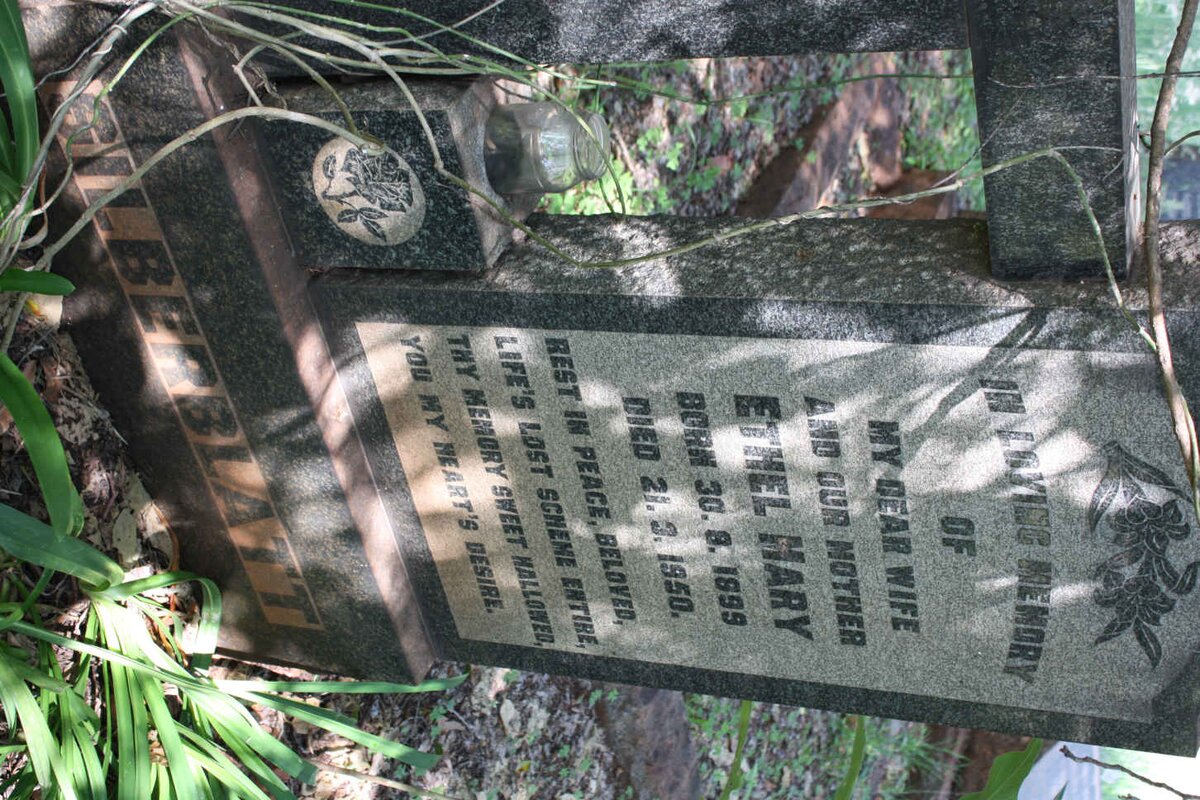 IN LOVING MEMORY
OF
MY DEAR WIFE
AND OUR MOTHER
ETHEL MARY
BORN 30. 8. 1899
DIED 21. 3. 1950.
REST IN PEACE, BELOVED,
LIFE'S LOST SCHEME ENTIRE,
THY MEMORY SWEET HALLOWED,
YOU MY HEART'S DESIRE.
SILBERBLATT